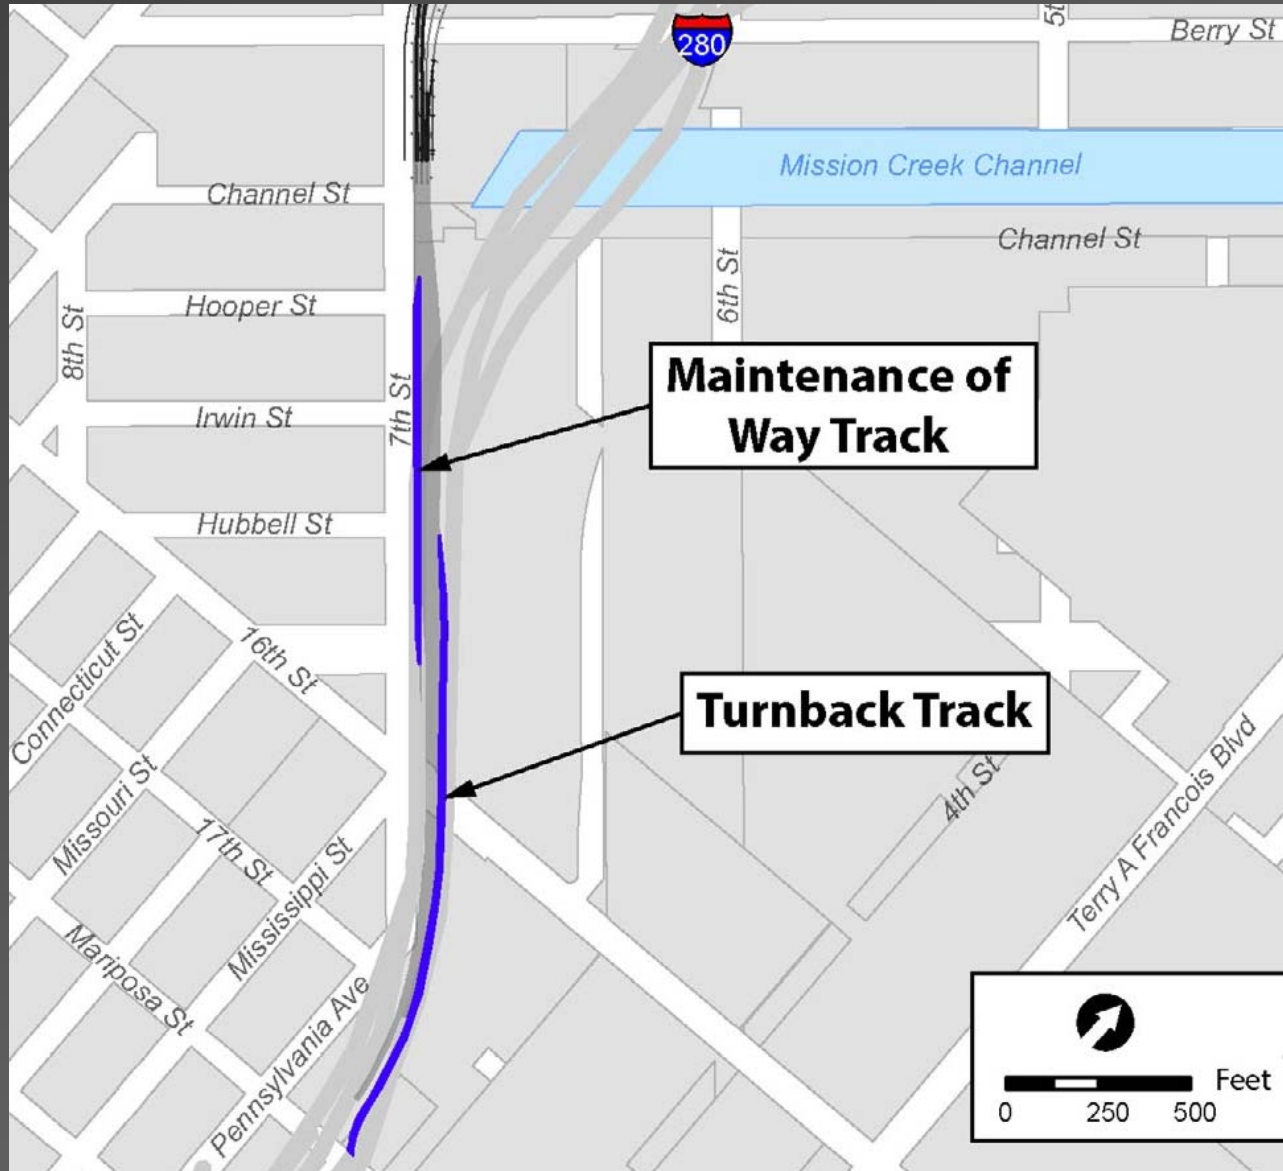 280
5t
Berry St
Mission Creek Channel
Channel St
Channel St
6th St
Hooper St
8th St
7th St
Irwin St
Maintenance of
Way Track
Hubbell St
Connecticut St
16th St
Turnback Track
Missouri St
17th St
Mississippi St
4th St
Terry A Francois Blvd
Mariposa St
Pennsylvania Ave
Feet
0 250 500